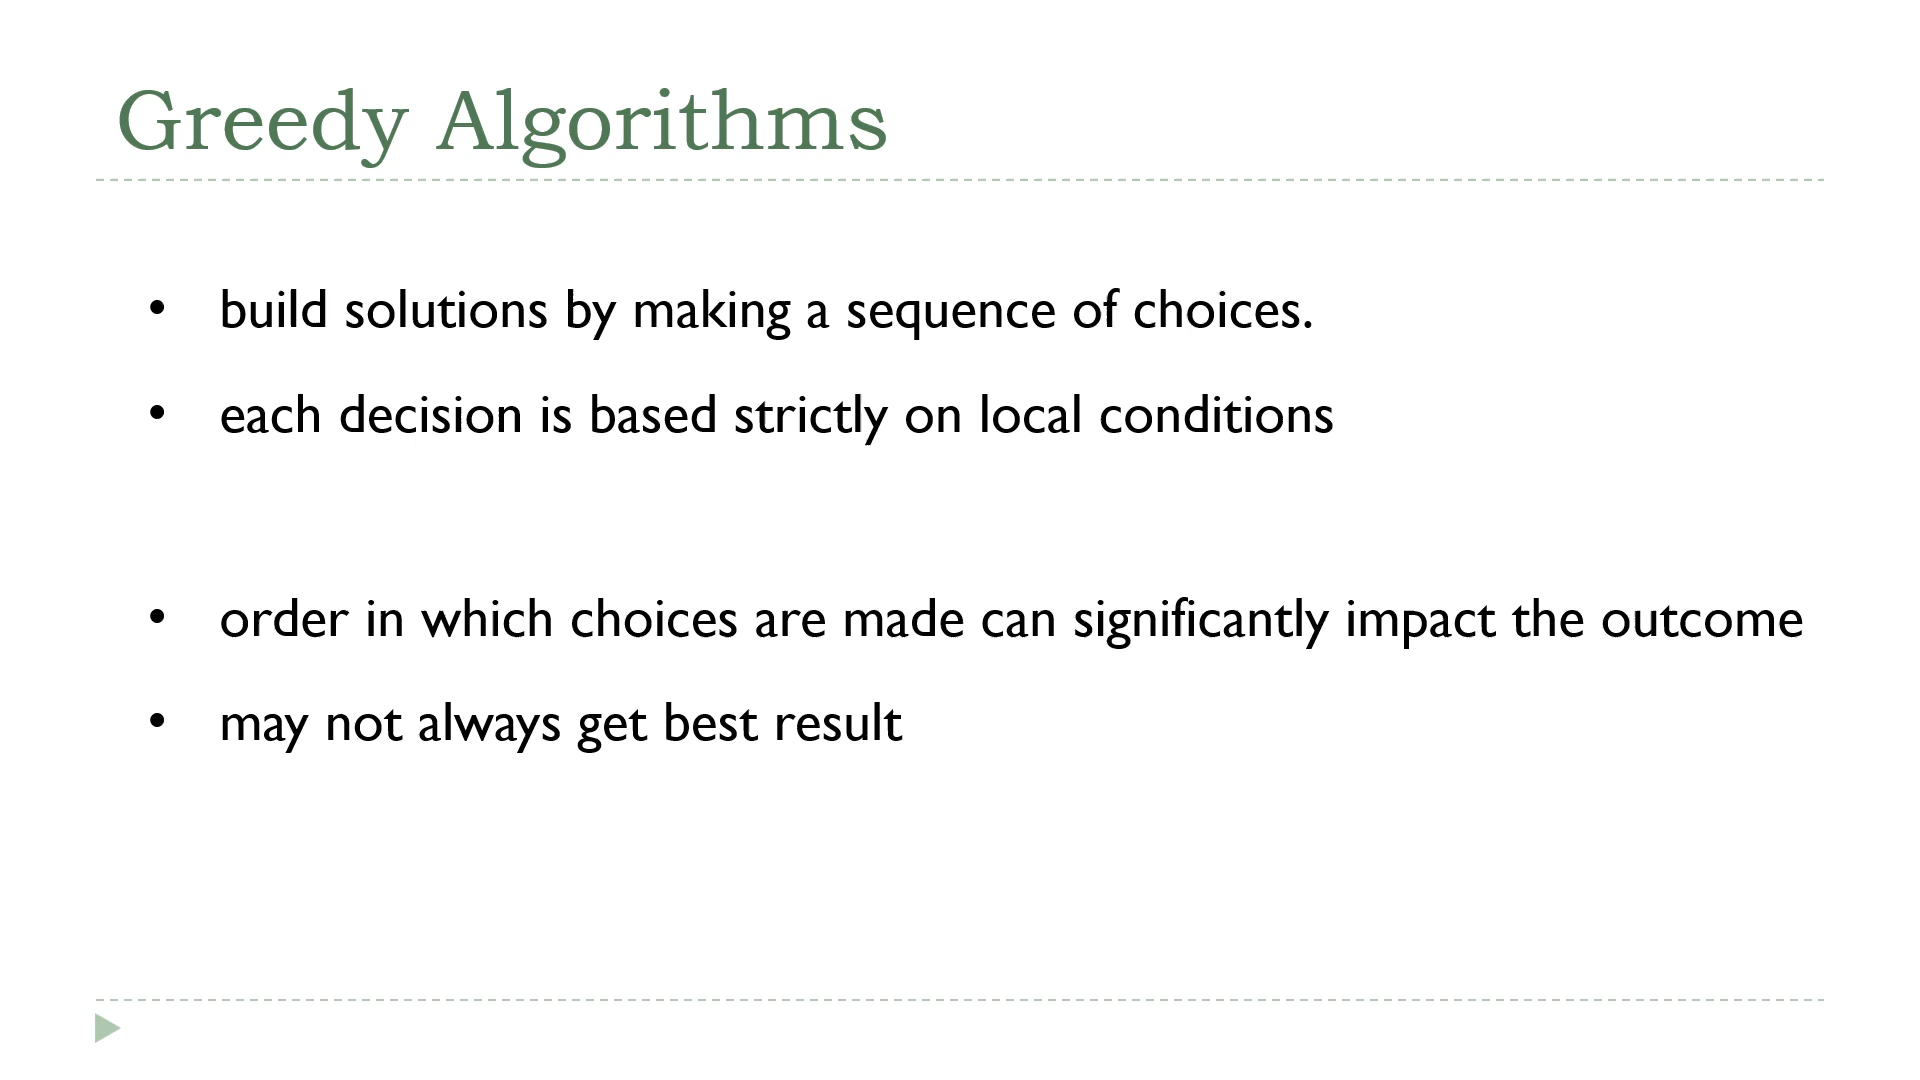 Greedy Algorithms
• build solutions by making a sequence of choices.
• each decision is based strictly on local conditions
• order in which choices are made can significantly impact the outcome
• may not always get best result